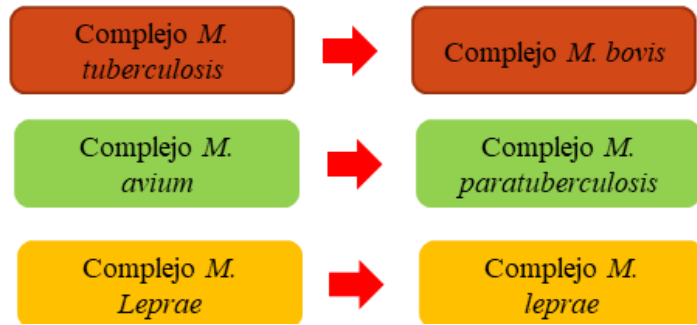 Complejo M.
tuberculosis
Complejo M. bovis
Complejo M.
avium
Complejo M.
paratuberculosis
Complejo M.
Leprae
Complejo M.
leprae